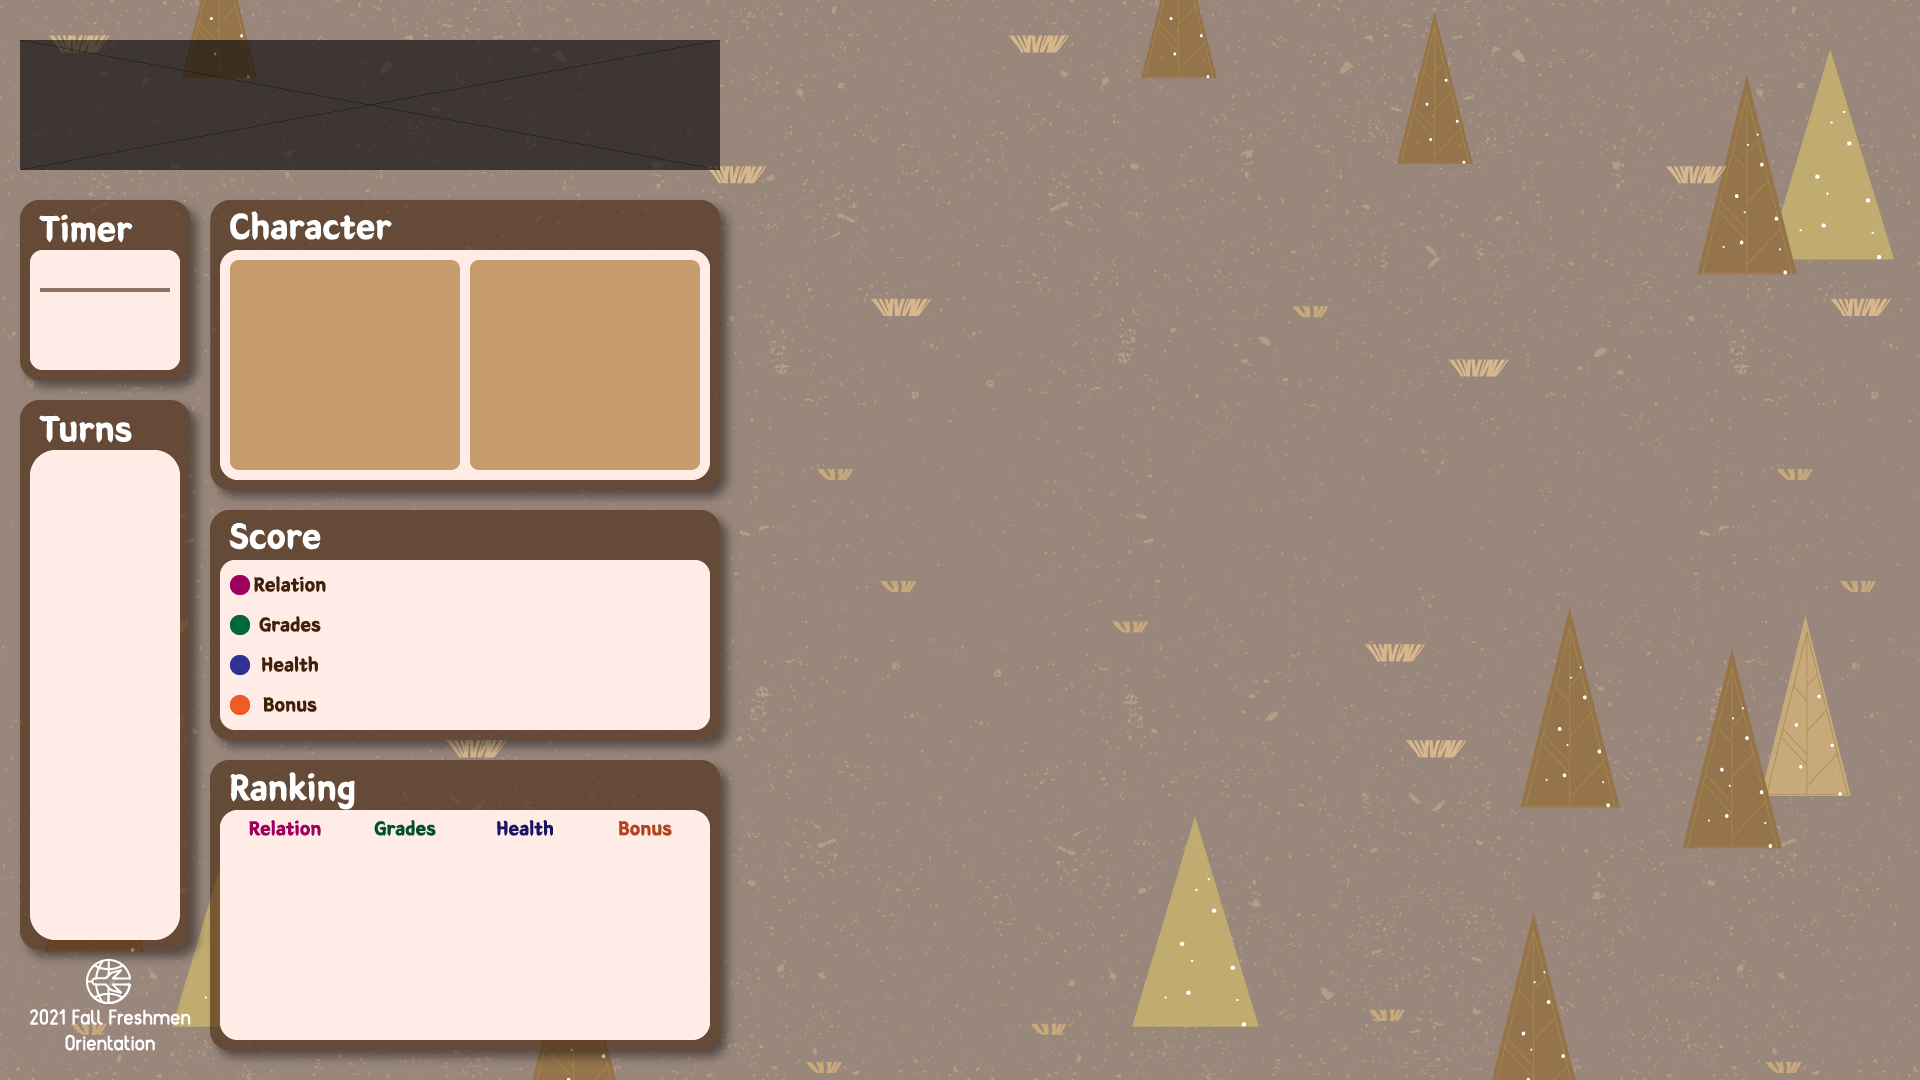 Timer
Character
Turns
Score
Relation
Grades
Health
Bonus
Ranking
Relation Grades Health Bonus
2021 Fall Freshmen
Orientation